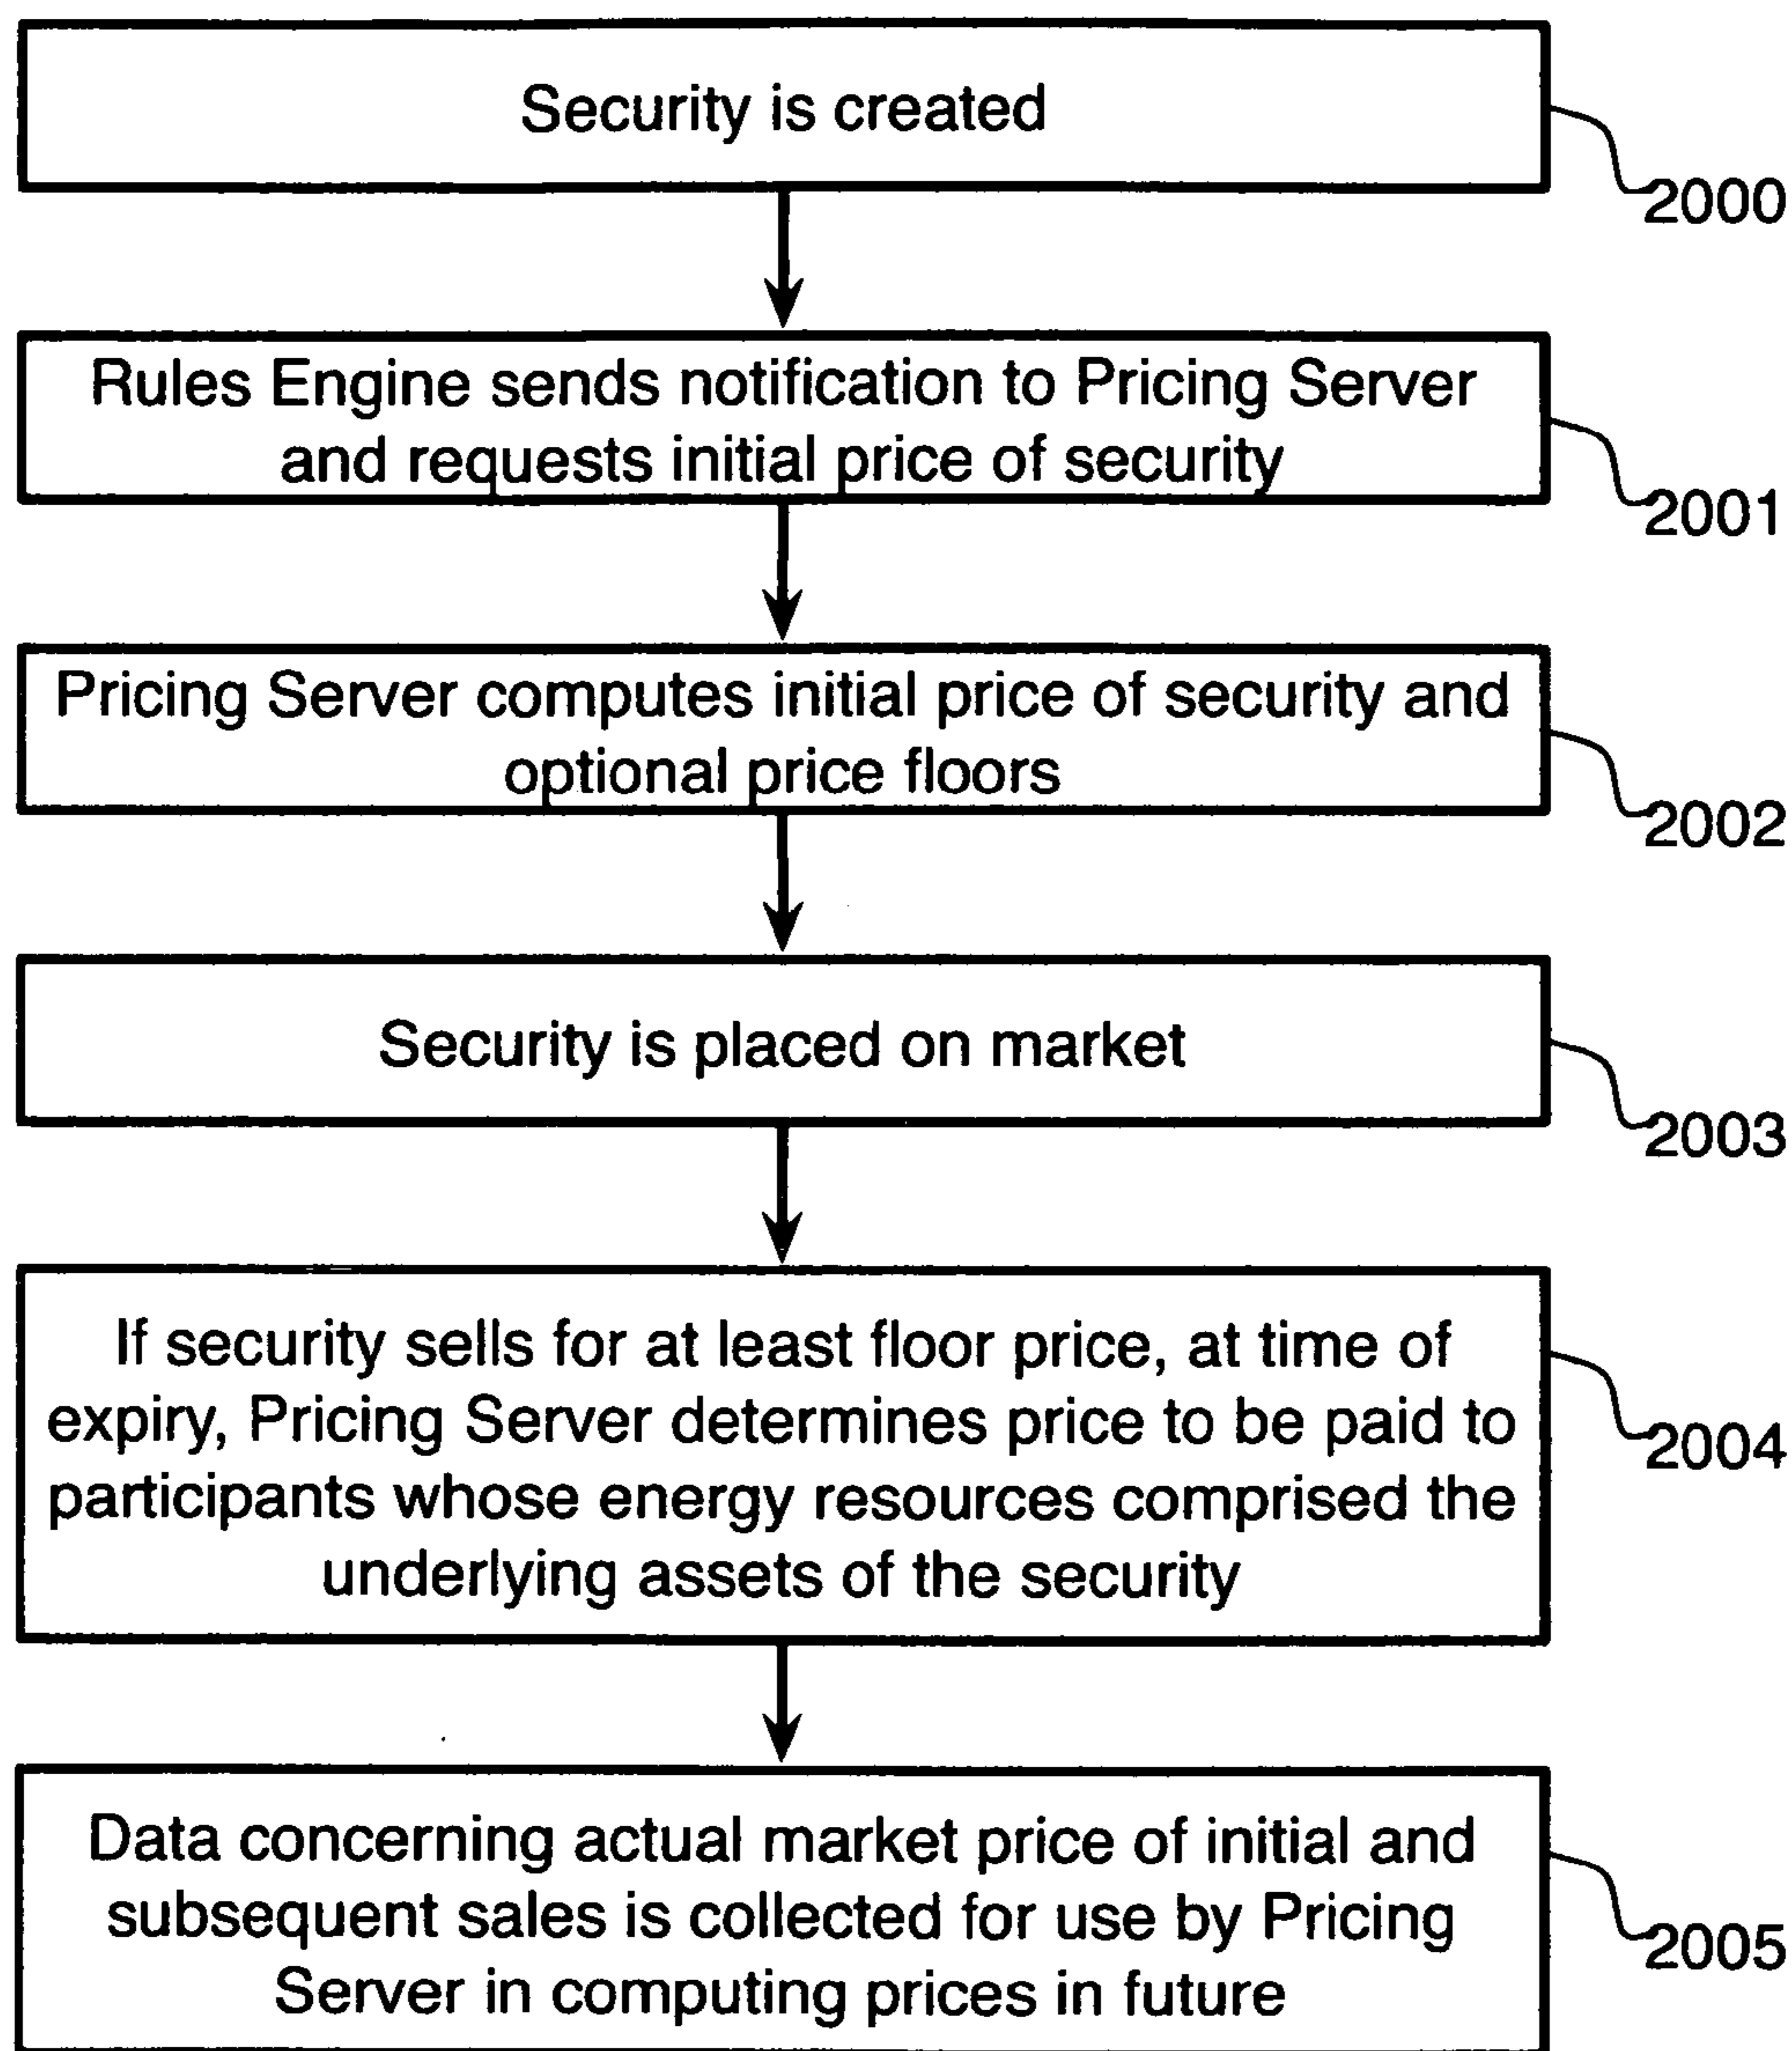 Security is created
2000
Rules Engine sends notification to Pricing Server
and requests initial price of security
2001
Pricing Server computes initial price of security and
optional price floors
2002
Security is placed on market
2003
If security sells for at least floor price, at time of
expiry, Pricing Server determines price to be paid to
participants whose energy resources comprised the
underlying assets of the security
2004
Data concerning actual market price of initial and
subsequent sales is collected for use by Pricing
Server in computing prices in future
2005